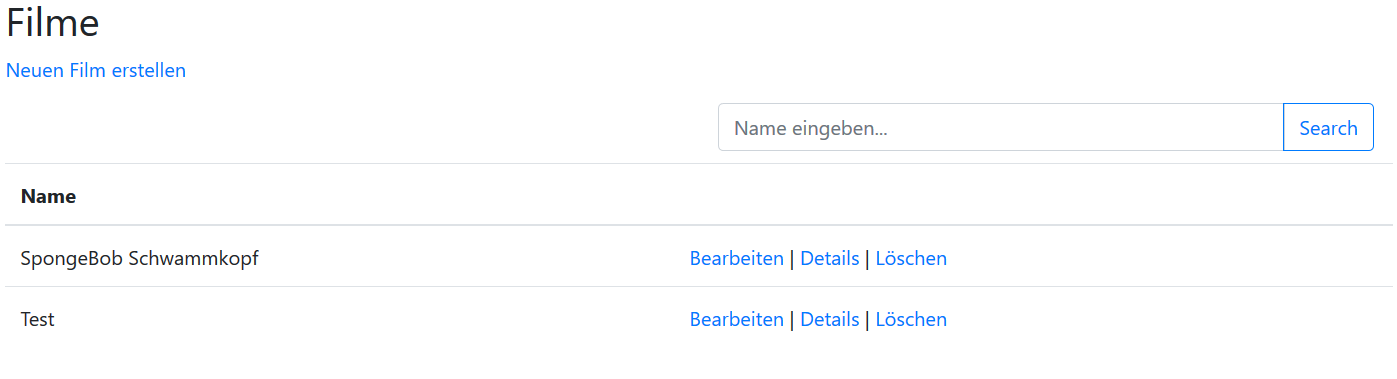 Filme
Neuen Film erstellen
Name eingeben...
Search
Name
SpongeBob Schwammkopf
Bearbeiten | Details | Löschen
Test
Bearbeiten | Details | Löschen